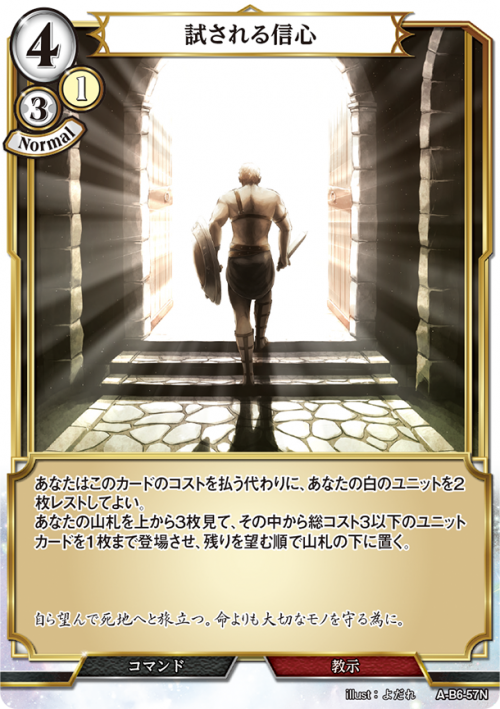 4
試される信心
1
3
Normal
あなたはこのカードのコストを払う代わりに、あなたの白のユニットを2
枚レストしてよい。
あなたの山札を上から3枚見て、その中から総コスト3以下のユニット
カードを1枚まで登場させ、残りを望む順で山札の下に置く。
自ら望んで死地へと旅立つ。命よりも大切なモノを守る為に。
コマンド
教示
illust：よだれ
A-B6-57N